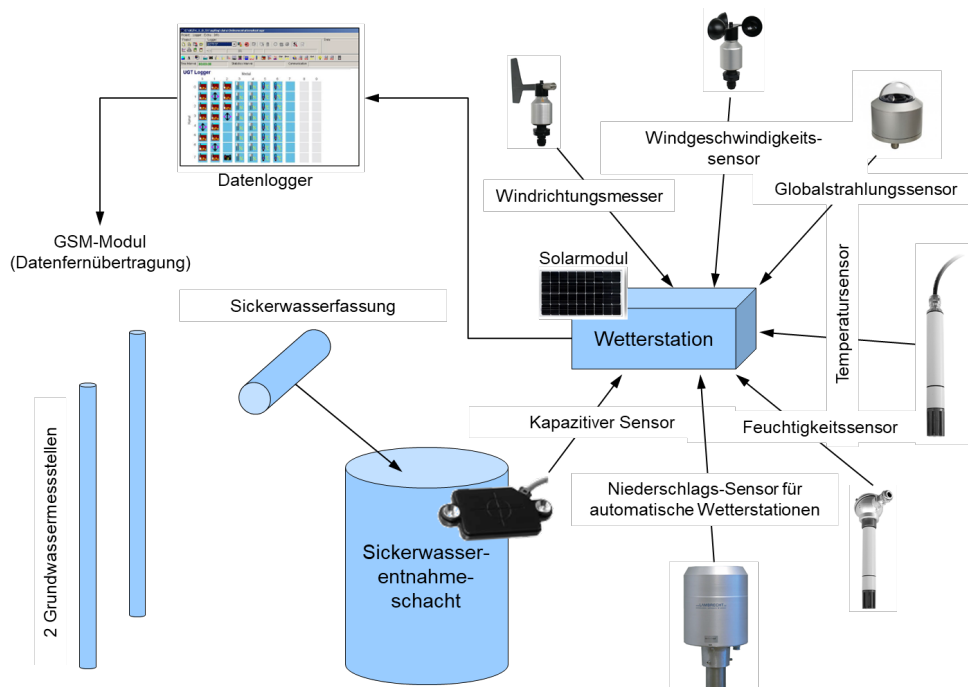 UGT Logger
Datenlogger
GSM-Modul
(Datenfernübertragung)
Windrichtungsmesser
Windgeschwindigkeits-
sensor
Globalstrahlungssensor
Temperatursensor
Solarmodul
Wetterstation
Sickerwasserfassung
Kapazitiver Sensor
Feuchtigkeitssensor
Niederschlags-Sensor für
automatische Wetterstationen
Sickerwasser-
entnahme-
schacht
2 Grundwassermessstellen